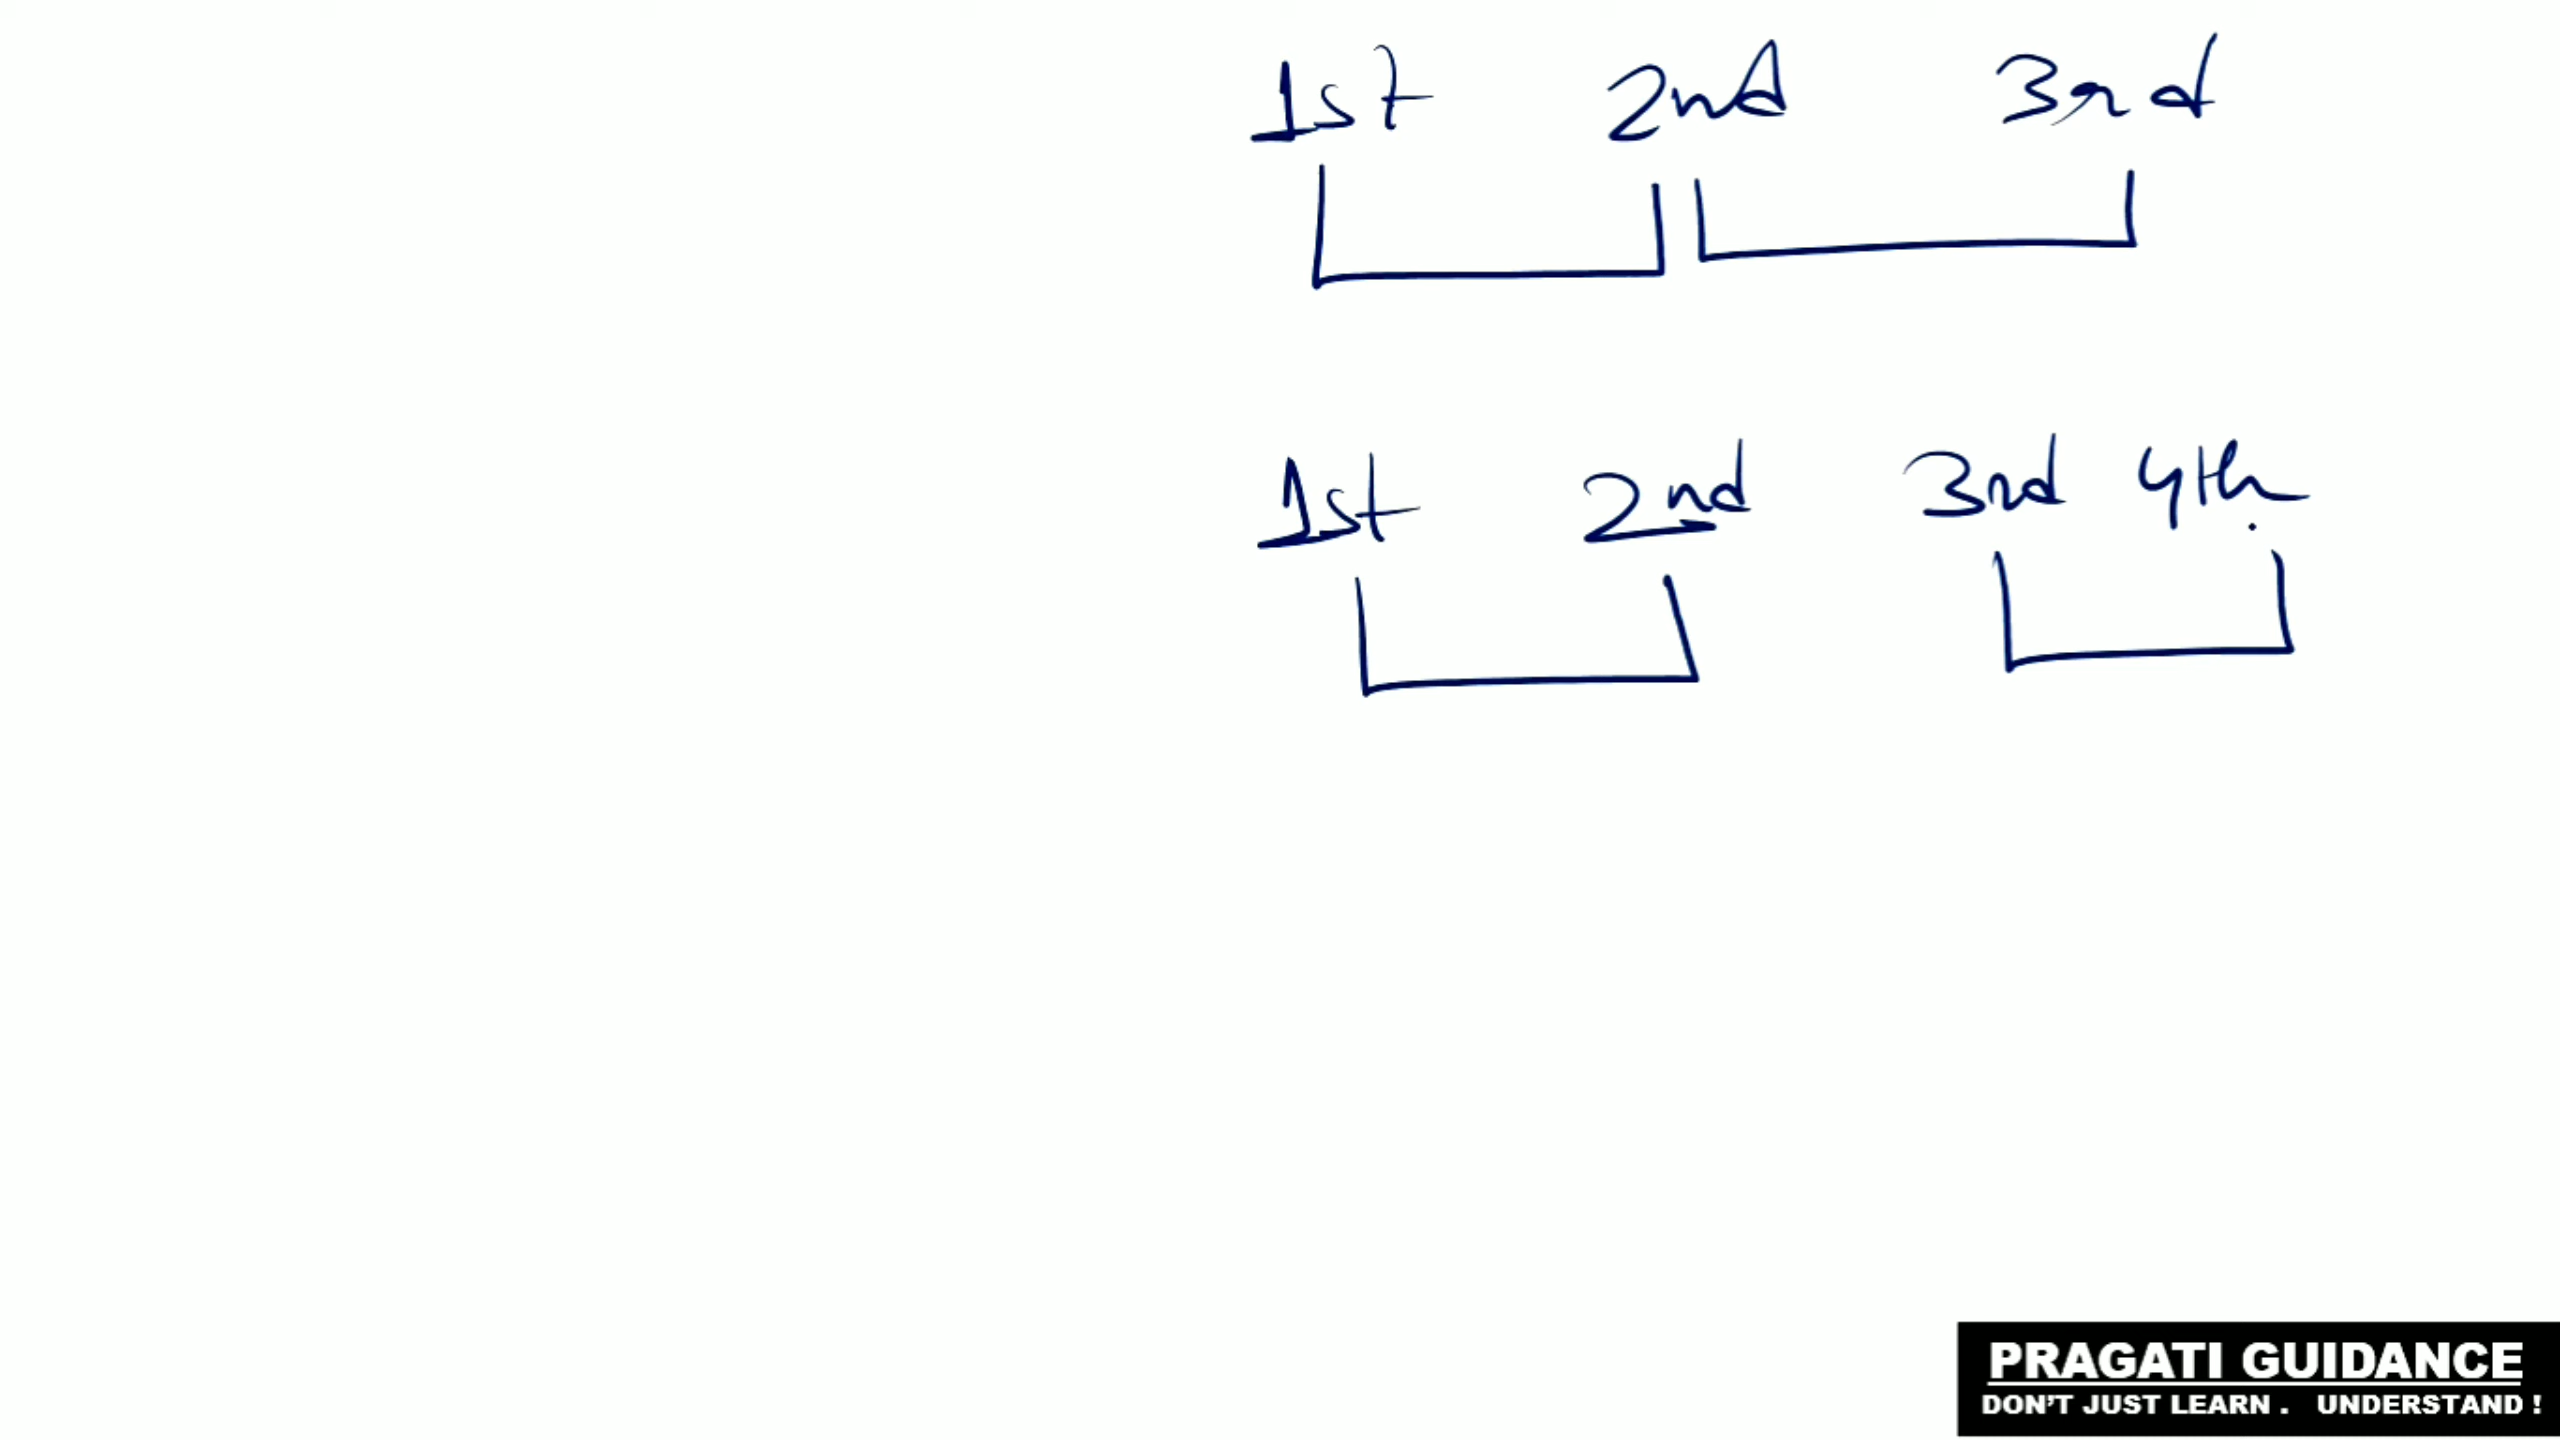 1st 2nd 3rd
1st 2nd 3rd 4th
PRAGATI GUIDANCE
DON'T JUST LEARN . UNDERSTAND !